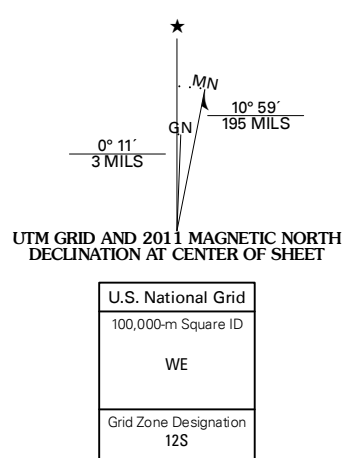 ★
MN
10° 59´
195 MILS
GN
0° 11´
3 MILS
UTM GRID AND 2011 MAGNETIC NORTH
DECLINATION AT CENTER OF SHEET
U.S. National Grid
100,000-m Square ID
WE
Grid Zone Designation
12S